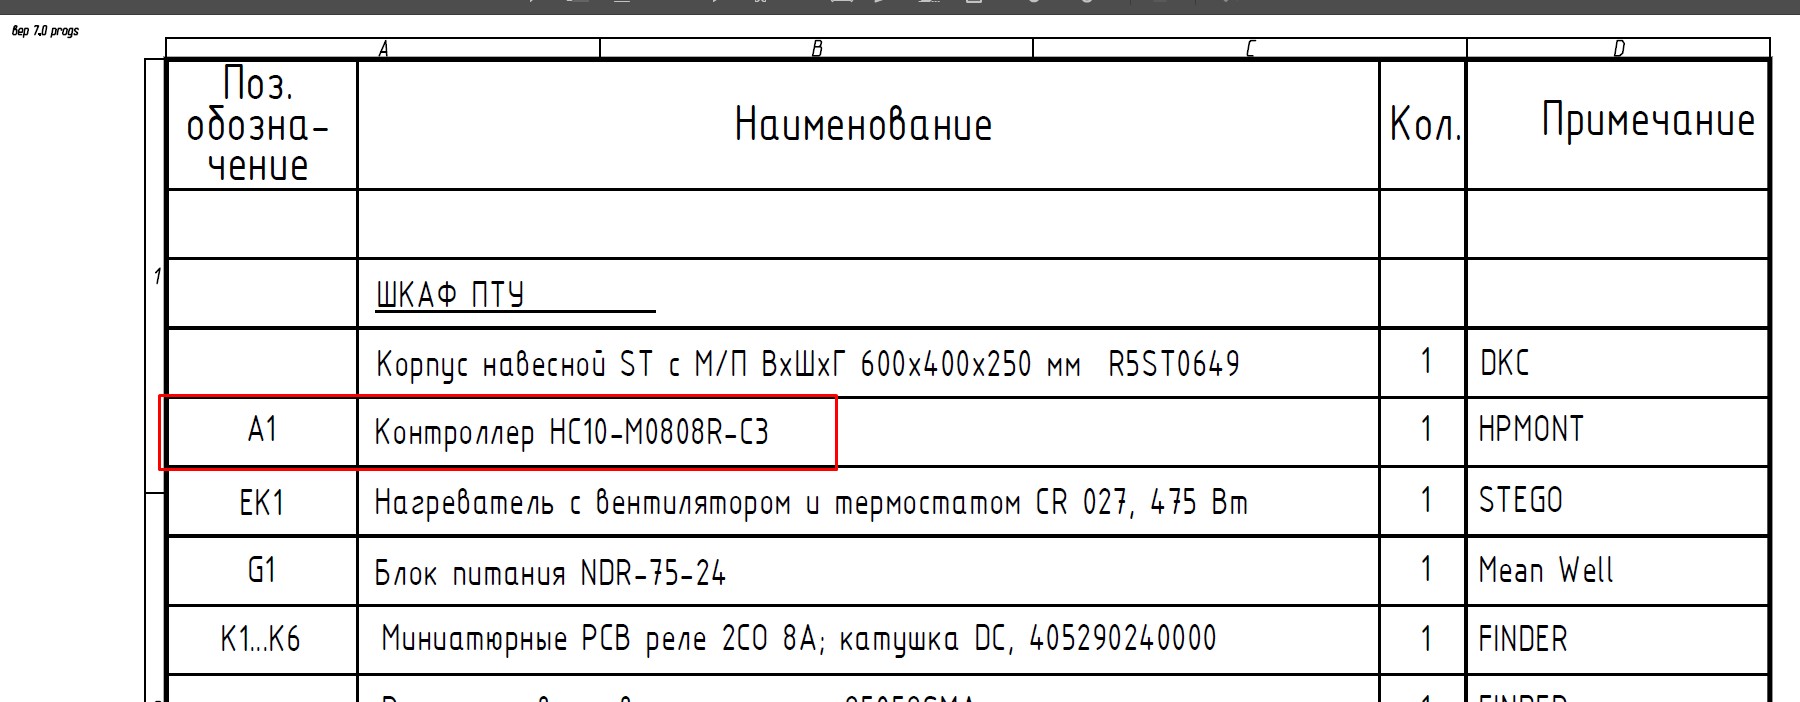 вер 7.0 progs
A B C D
Поз.
обозна-
чение
Наименование
Кол.
Примечание
1
ШКАФ ПТУ
Корпус навесной ST с М/П ВхШхГ 600х400х250 мм R5ST0649 1 DKC
A1 Контроллер HC10-M0808R-C3 1 HPMONT
EK1 Нагреватель с вентилятором и термостатом CR 027, 475 Вт 1 STEGO
G1 Блок питания NDR-75-24 1 Mean Well
K1...K6 Миниатюрные PCB реле 2CO 8A; катушка DC, 405290240000 1 FINDER